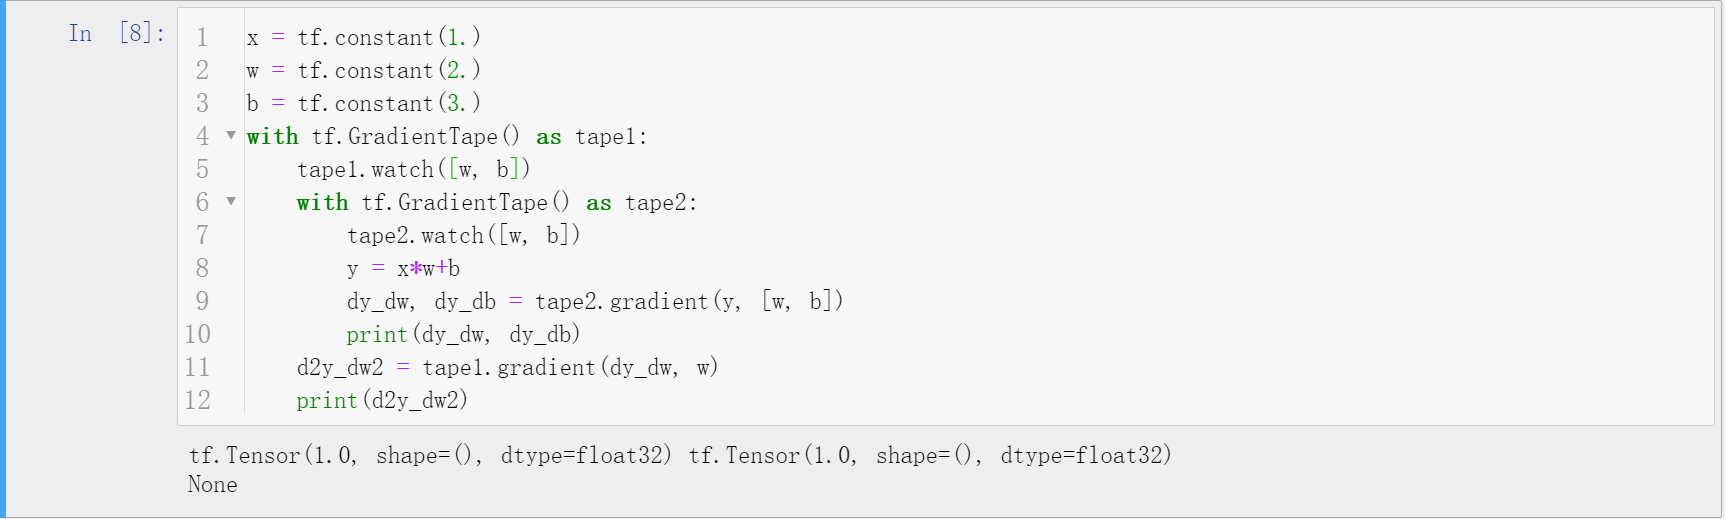 In [8]:
1 x = tf.constant(1.)
2 w = tf.constant(2.)
3 b = tf.constant(3.)
4 with tf.GradientTape() as tape1:
5     tape1.watch([w, b])
6     with tf.GradientTape() as tape2:
7         tape2.watch([w, b])
8         y = x*w+b
9         dy_dw, dy_db = tape2.gradient(y, [w, b])
10         print(dy_dw, dy_db)
11     d2y_dw2 = tape1.gradient(dy_dw, w)
12     print(d2y_dw2)
tf.Tensor(1.0, shape=(), dtype=float32) tf.Tensor(1.0, shape=(), dtype=float32)
None